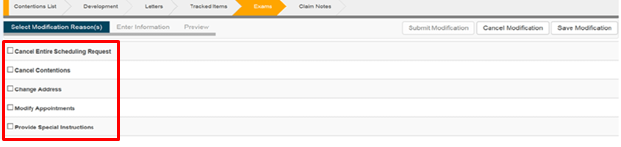 Contentions List Development Letters Tracked Items Exams Claim Notes
Select Modification Reason(s) Enter Information Preview Submit Modification Cancel Modification Save Modification
Cancel Entire Scheduling Request
Cancel Contentions
Change Address
Modify Appointments
Provide Special Instructions